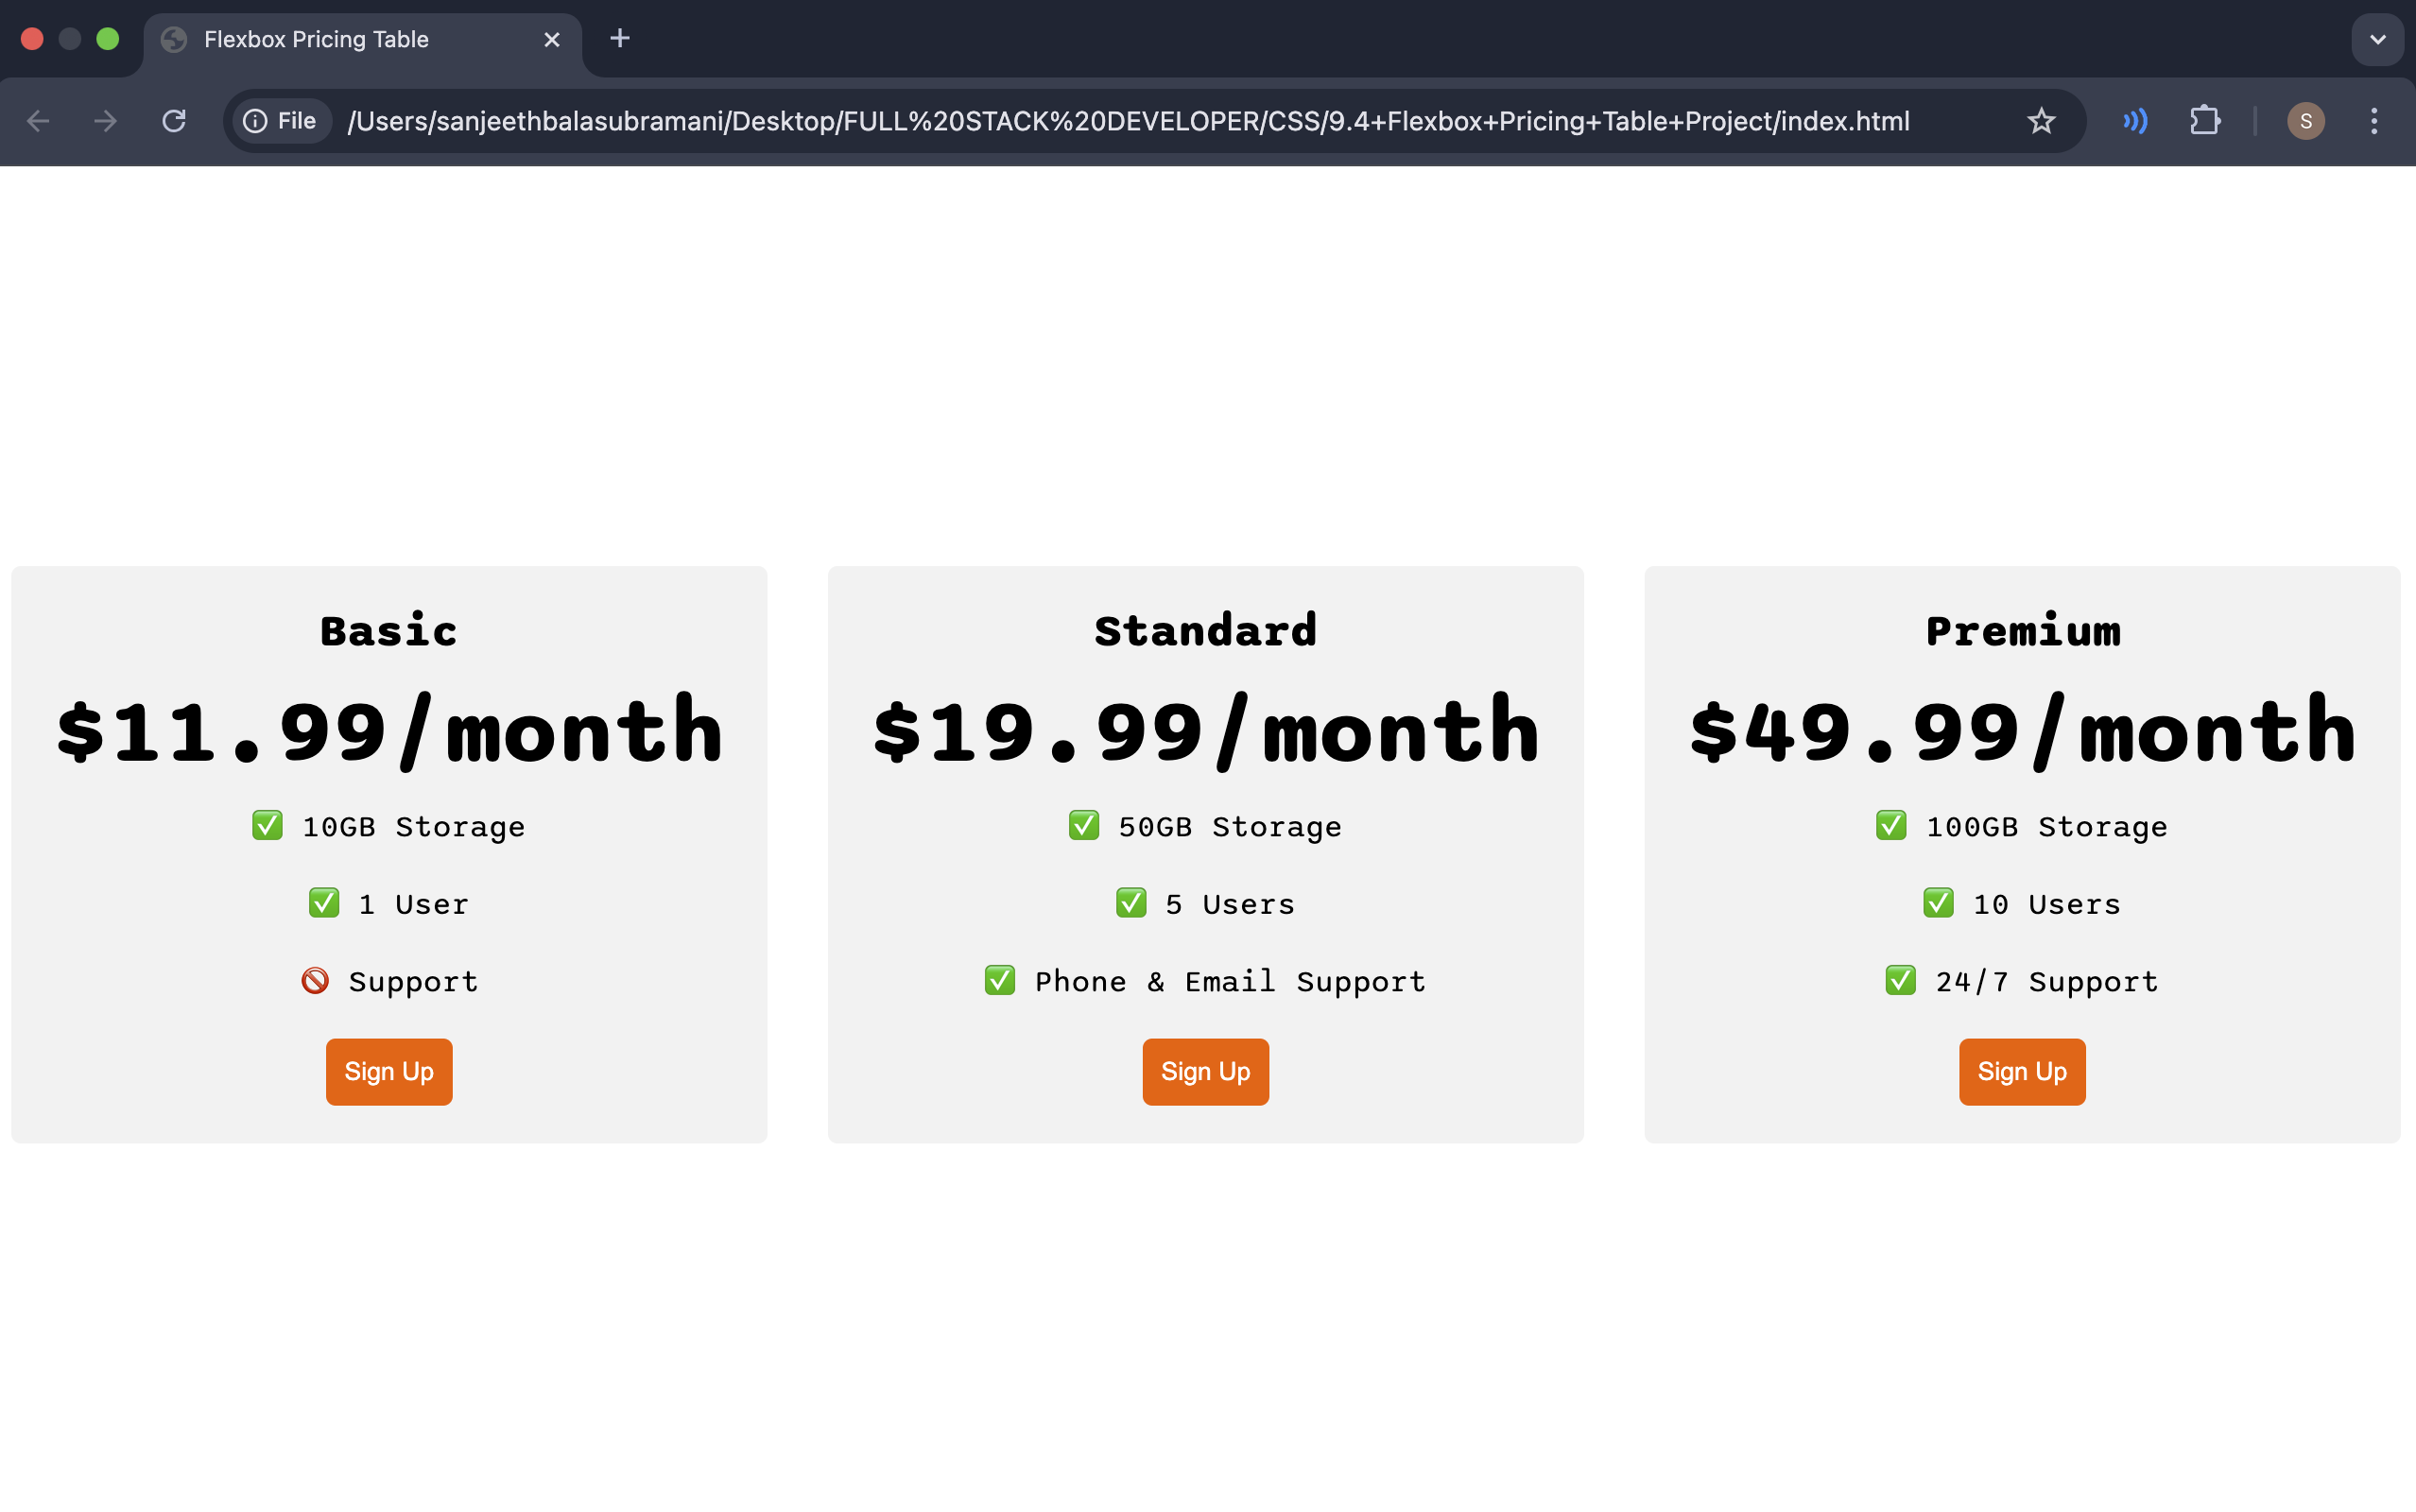 Flexbox Pricing Table
File /Users/sanjeethbalasubramani/Desktop/FULL%20STACK%20DEVELOPER/CSS/9.4+Flexbox+Pricing+Table+Project/index.html
S
Basic
$11.99/month
✅ 10GB Storage
✅ 1 User
🚫 Support
Sign Up
Standard
$19.99/month
✅ 50GB Storage
✅ 5 Users
✅ Phone & Email Support
Sign Up
Premium
$49.99/month
✅ 100GB Storage
✅ 10 Users
✅ 24/7 Support
Sign Up